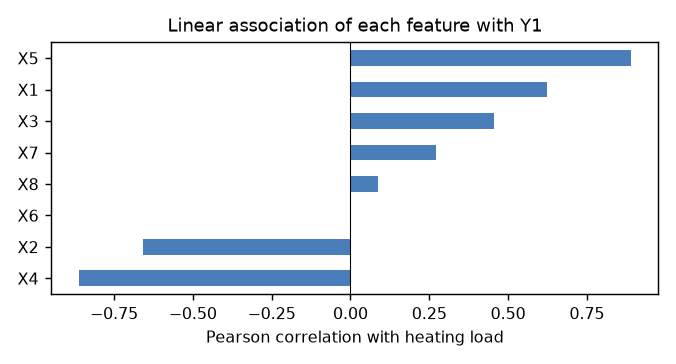 Linear association of each feature with Y1
X5
X1
X3
X7
X8
X6
X2
X4
−0.75 −0.50 −0.25 0.00 0.25 0.50 0.75
Pearson correlation with heating load